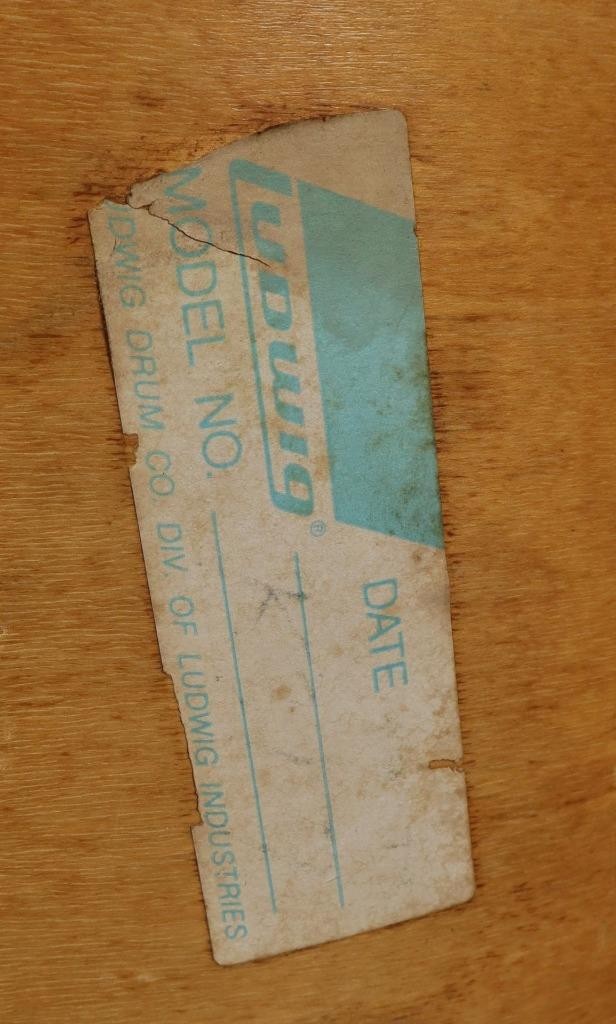 Ludwig®
DATE
MODEL NO.
UDWIG DRUM CO. DIV. OF LUDWIG INDUSTRIES